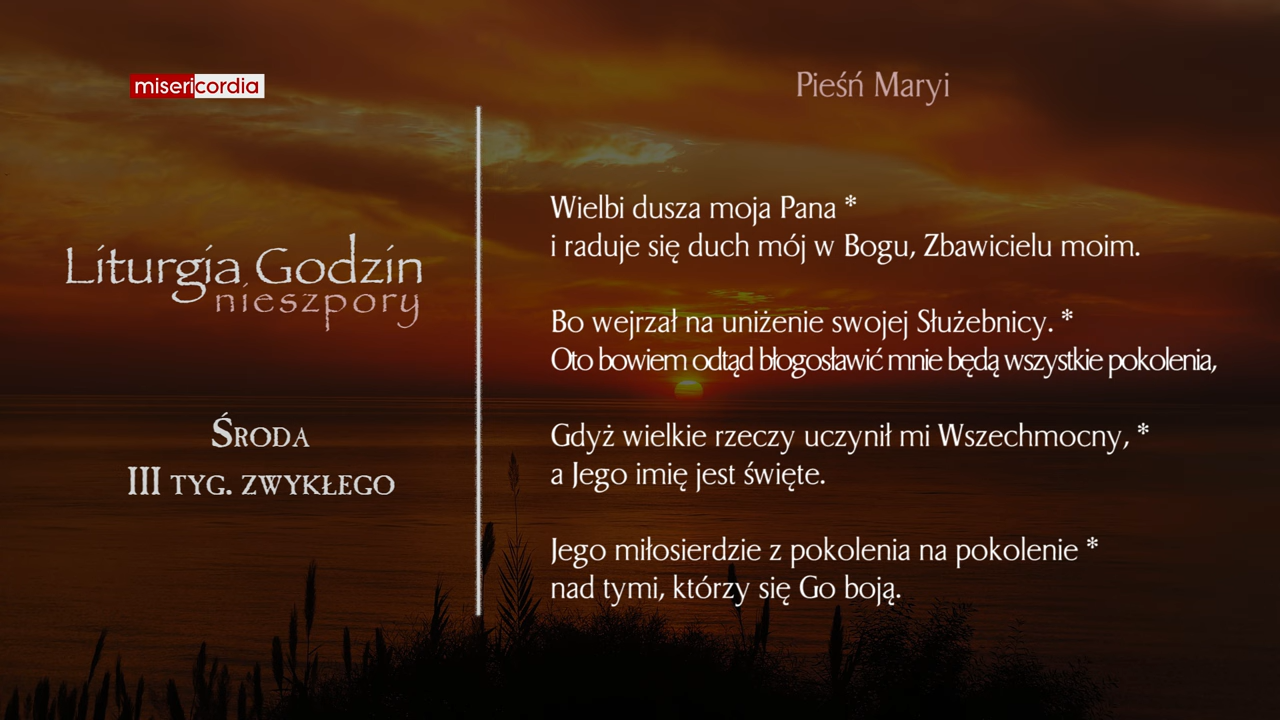 misericordia
Liturgia Godzin
nieszpory
Środa
III tyg. zwykłego
Pieśń Maryi
Wielbi dusza moja Pana *
i raduje się duch mój w Bogu, Zbawicielu moim.
Bo wejrzał na uniżenie swojej Służebnicy. *
Oto bowiem odtąd błogosławić mnie będą wszystkie pokolenia,
Gdyż wielkie rzeczy uczynił mi Wszechmocny, *
a Jego imię jest święte.
Jego miłosierdzie z pokolenia na pokolenie *
nad tymi, którzy się Go boją.